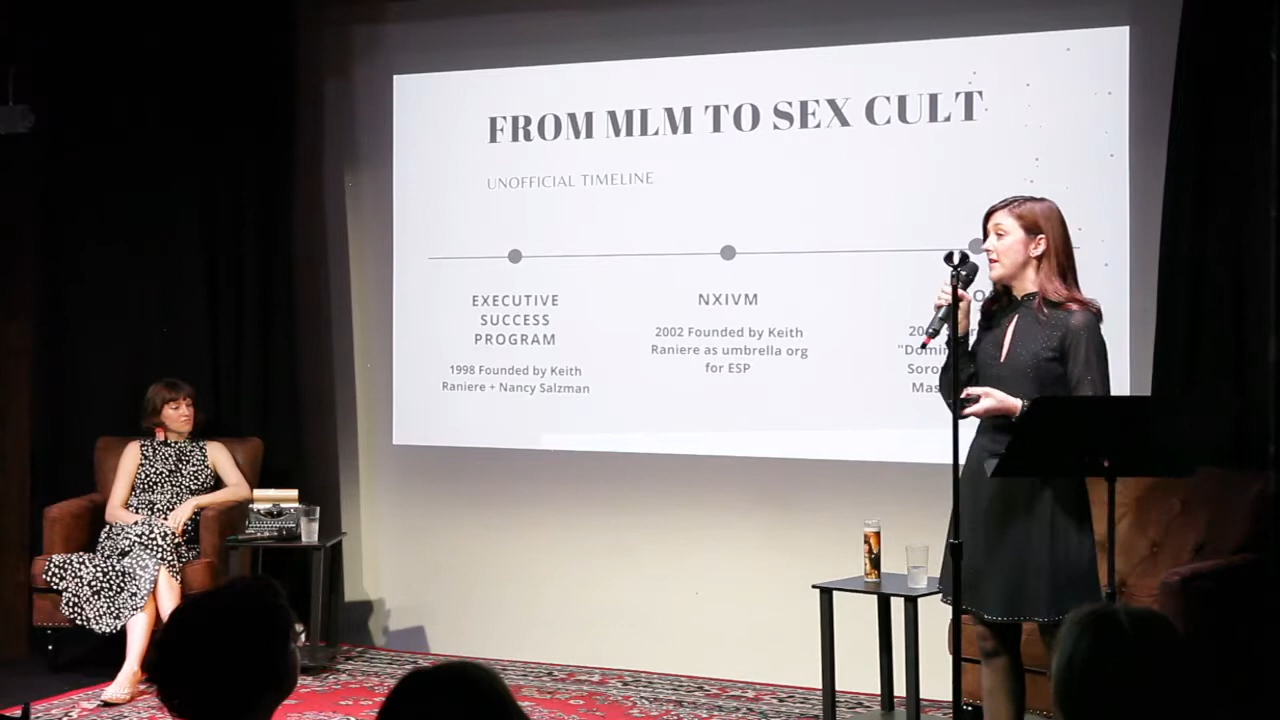 FROM MLM TO SEX CULT
UNOFFICIAL TIMELINE
EXECUTIVE
SUCCESS
PROGRAM
1998 Founded by Keith
Raniere + Nancy Salzman
NXIVM
2002 Founded by Keith
Raniere as umbrella org
for ESP